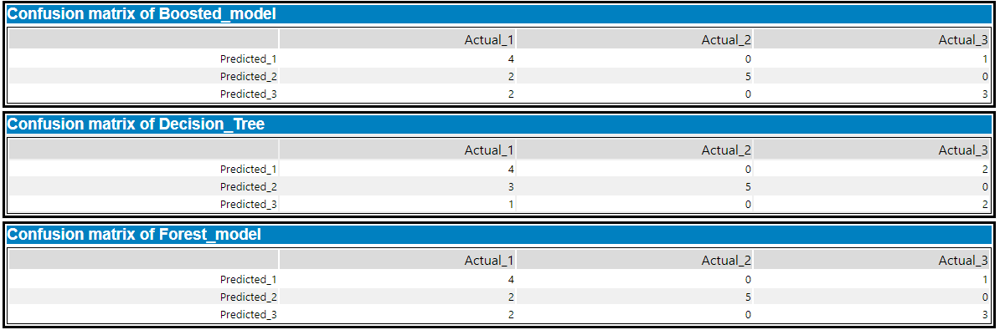 Confusion matrix of Boosted_model
Actual_1 Actual_2 Actual_3
Predicted_1 4 0 1
Predicted_2 2 5 0
Predicted_3 2 0 3
Confusion matrix of Decision_Tree
Actual_1 Actual_2 Actual_3
Predicted_1 4 0 2
Predicted_2 3 5 0
Predicted_3 1 0 2
Confusion matrix of Forest_model
Actual_1 Actual_2 Actual_3
Predicted_1 4 0 1
Predicted_2 2 5 0
Predicted_3 2 0 3